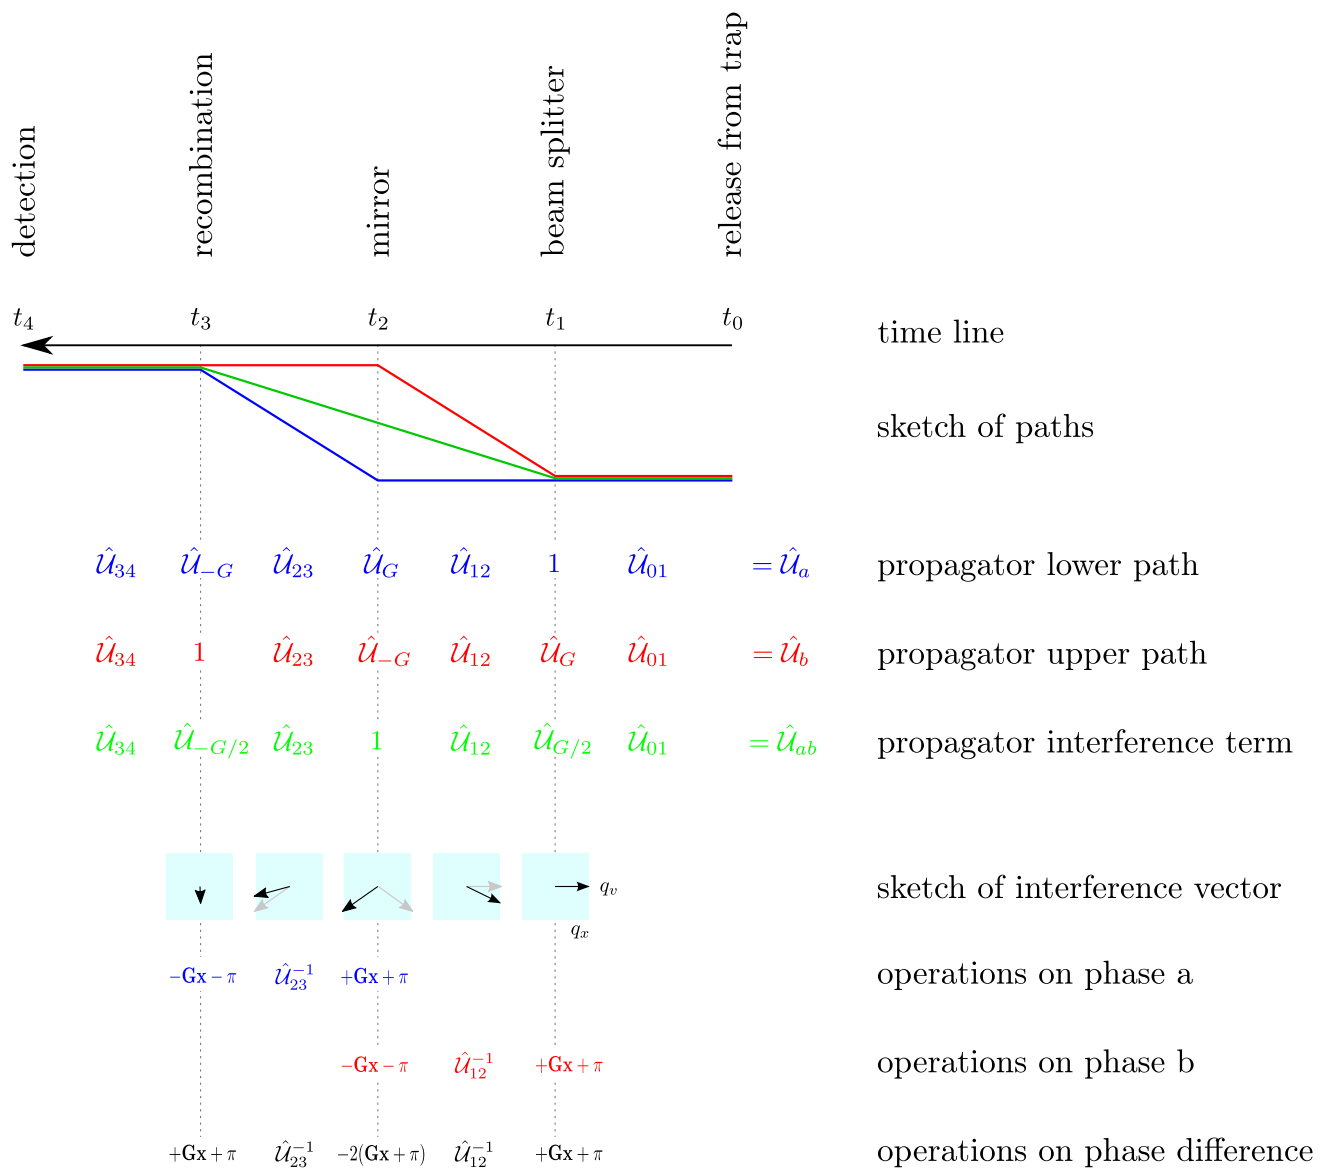 detection recombination mirror beam splitter release from trap
t₄ t₃ t₂ t₁ t₀
time line
sketch of paths
𝒰̂₃₄ 𝒰̂₋G 𝒰̂₂₃ 𝒰̂G 𝒰̂₁₂ 1 𝒰̂₀₁ = 𝒰̂ₐ propagator lower path
𝒰̂₃₄ 1 𝒰̂₂₃ 𝒰̂₋G 𝒰̂₁₂ 𝒰̂G 𝒰̂₀₁ = 𝒰̂b propagator upper path
𝒰̂₃₄ 𝒰̂₋G/₂ 𝒰̂₂₃ 1 𝒰̂₁₂ 𝒰̂G/₂ 𝒰̂₀₁ = 𝒰̂ab propagator interference term
qᵥ sketch of interference vector
qₓ
−Gx − π 𝒰̂₂₃⁻¹ +Gx + π operations on phase a
−Gx − π 𝒰̂₁₂⁻¹ +Gx + π operations on phase b
+Gx + π 𝒰̂₂₃⁻¹ −2(Gx + π) 𝒰̂₁₂⁻¹ +Gx + π operations on phase difference